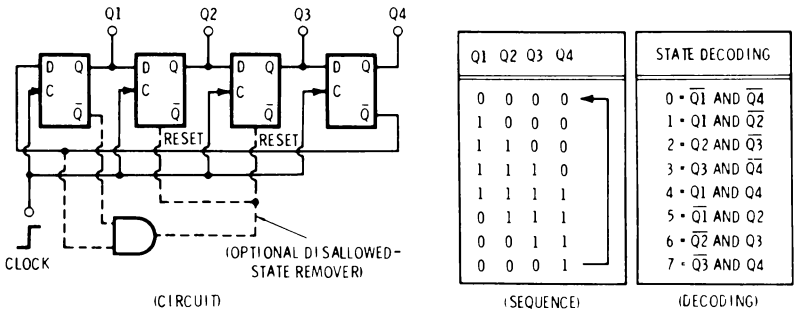 Q1 Q2 Q3 Q4
D Q D Q D Q D Q
C C C C
Q̅ Q̅ Q̅ Q̅
RESET RESET
CLOCK
(OPTIONAL DISALLOWED-
STATE REMOVER)
(CIRCUIT)
Q1 Q2 Q3 Q4
0 0 0 0
1 0 0 0
1 1 0 0
1 1 1 0
1 1 1 1
0 1 1 1
0 0 1 1
0 0 0 1
(SEQUENCE)
STATE DECODING
0 = Q̅1̅ AND Q̅4̅
1 = Q1 AND Q̅2̅
2 = Q2 AND Q̅3̅
3 = Q3 AND Q̅4̅
4 = Q1 AND Q4
5 = Q̅1̅ AND Q2
6 = Q̅2̅ AND Q3
7 = Q̅3̅ AND Q4
(DECODING)